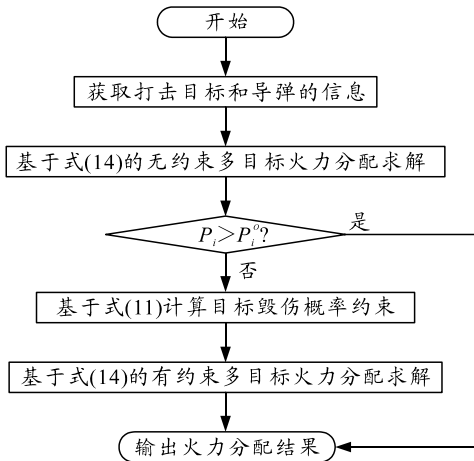 开始
获取打击目标和导弹的信息
基于式(14)的无约束多目标火力分配求解
P_i>P_i^o?
是
否
基于式(11)计算目标毁伤概率约束
基于式(14)的有约束多目标火力分配求解
输出火力分配结果